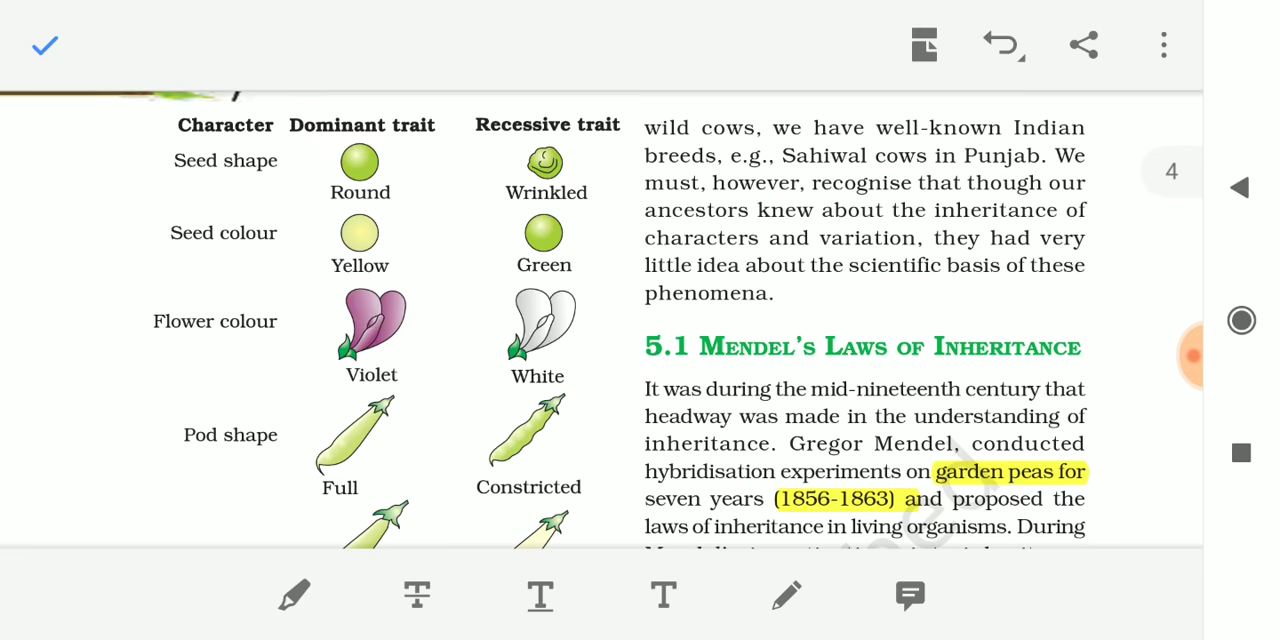 Character Dominant trait Recessive trait
Seed shape
Round Wrinkled
Seed colour
Yellow Green
Flower colour
Violet White
Pod shape
Full Constricted
wild cows, we have well-known Indian
breeds, e.g., Sahiwal cows in Punjab. We
must, however, recognise that though our
ancestors knew about the inheritance of
characters and variation, they had very
little idea about the scientific basis of these
phenomena.
5.1 MENDEL'S LAWS OF INHERITANCE
It was during the mid-nineteenth century that
headway was made in the understanding of
inheritance. Gregor Mendel, conducted
hybridisation experiments on garden peas for
seven years (1856-1863) and proposed the
laws of inheritance in living organisms. During
4